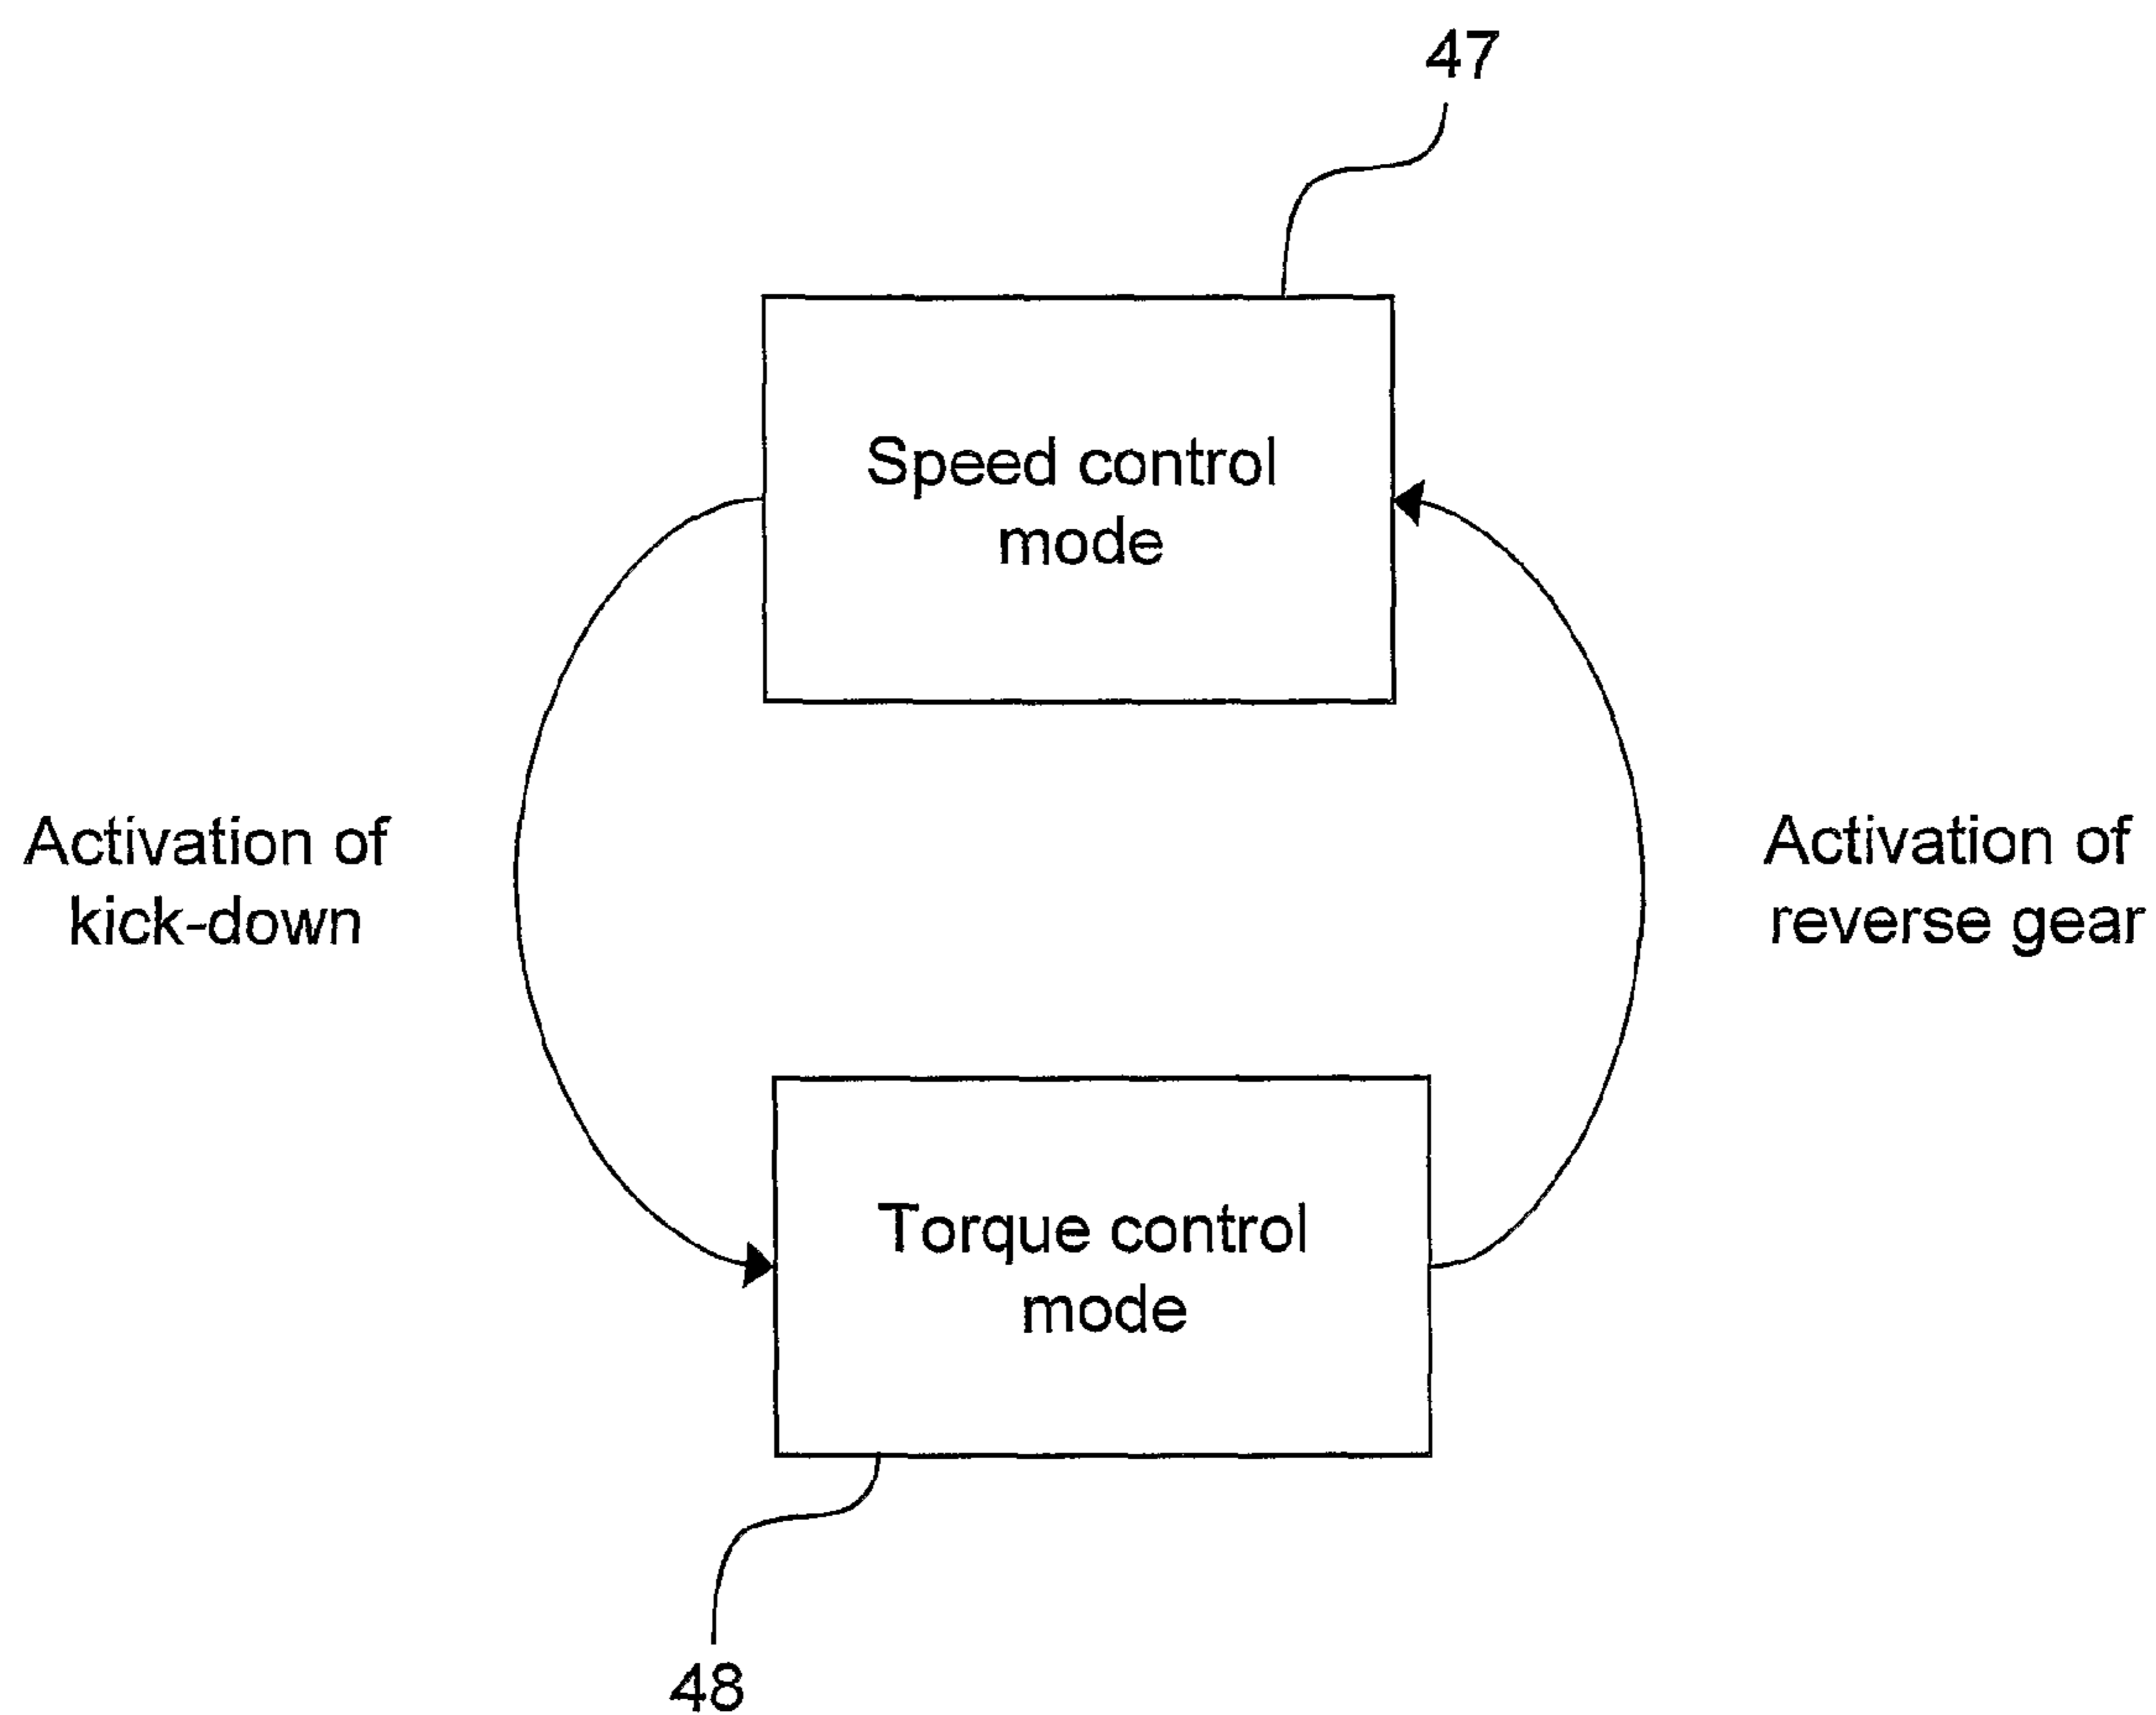 47
Speed control
mode
Activation of
kick-down
Activation of
reverse gear
Torque control
mode
48